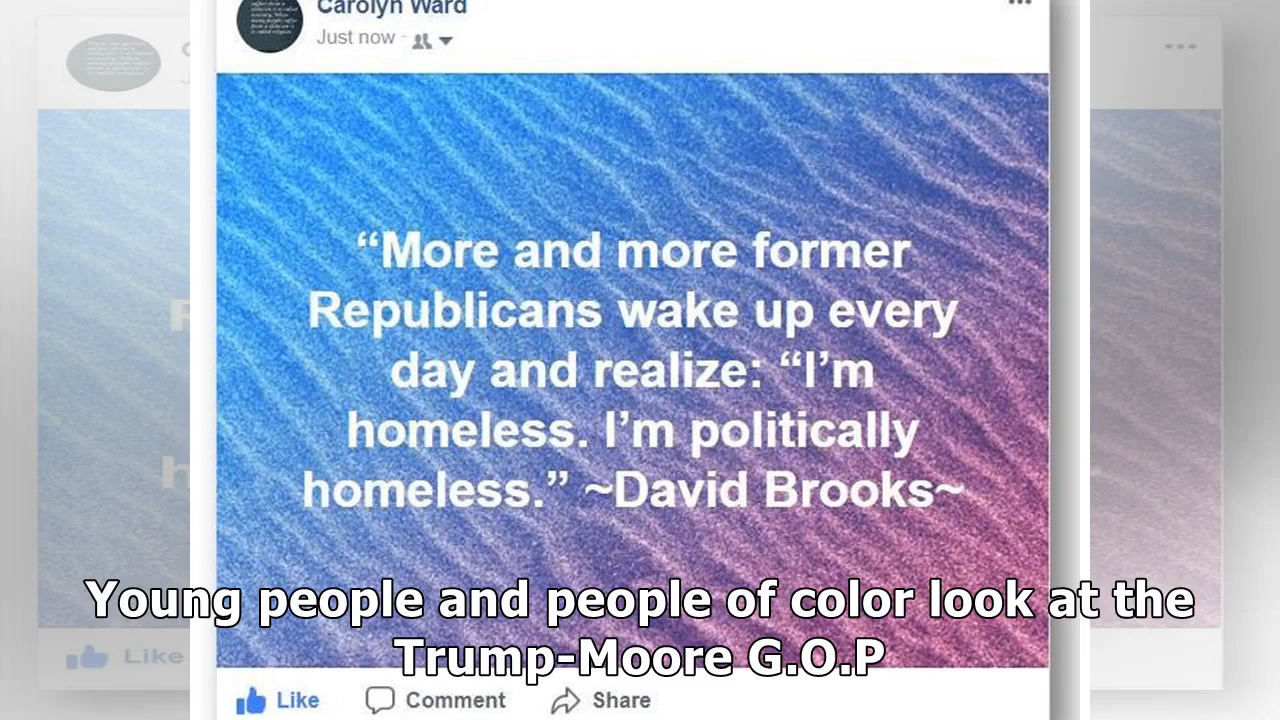 Carolyn Ward
Just now
“More and more former
Republicans wake up every
day and realize: “I’m
homeless. I’m politically
homeless.” ~David Brooks~
Young people and people of color look at the
Trump-Moore G.O.P
Like
Like
Comment
Share